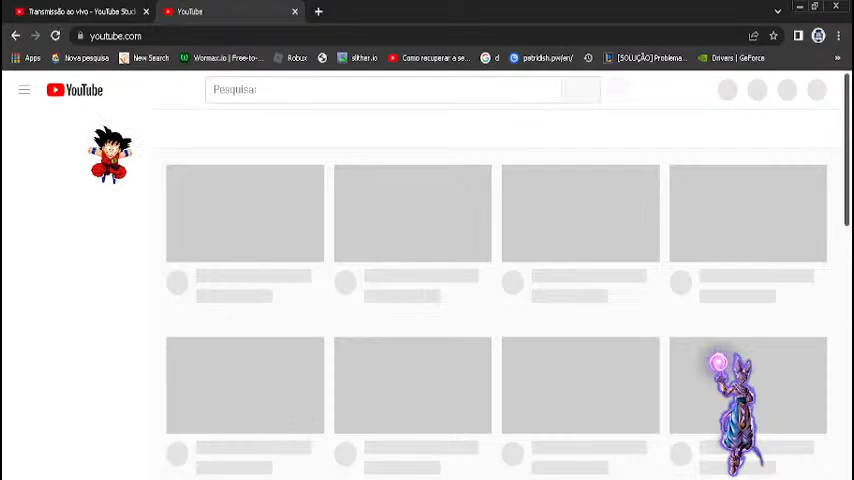 Transmissão ao vivo - YouTube Stud
YouTube
youtube.com
Apps
Nova pesquisa
New Search
Wormax.io | Free-to-...
Robux
slither.io
Como recuperar a se...
d
petridish.pw/en/
[SOLUÇÃO] Problema...
Drivers | GeForce
»
YouTube
Pesquisar